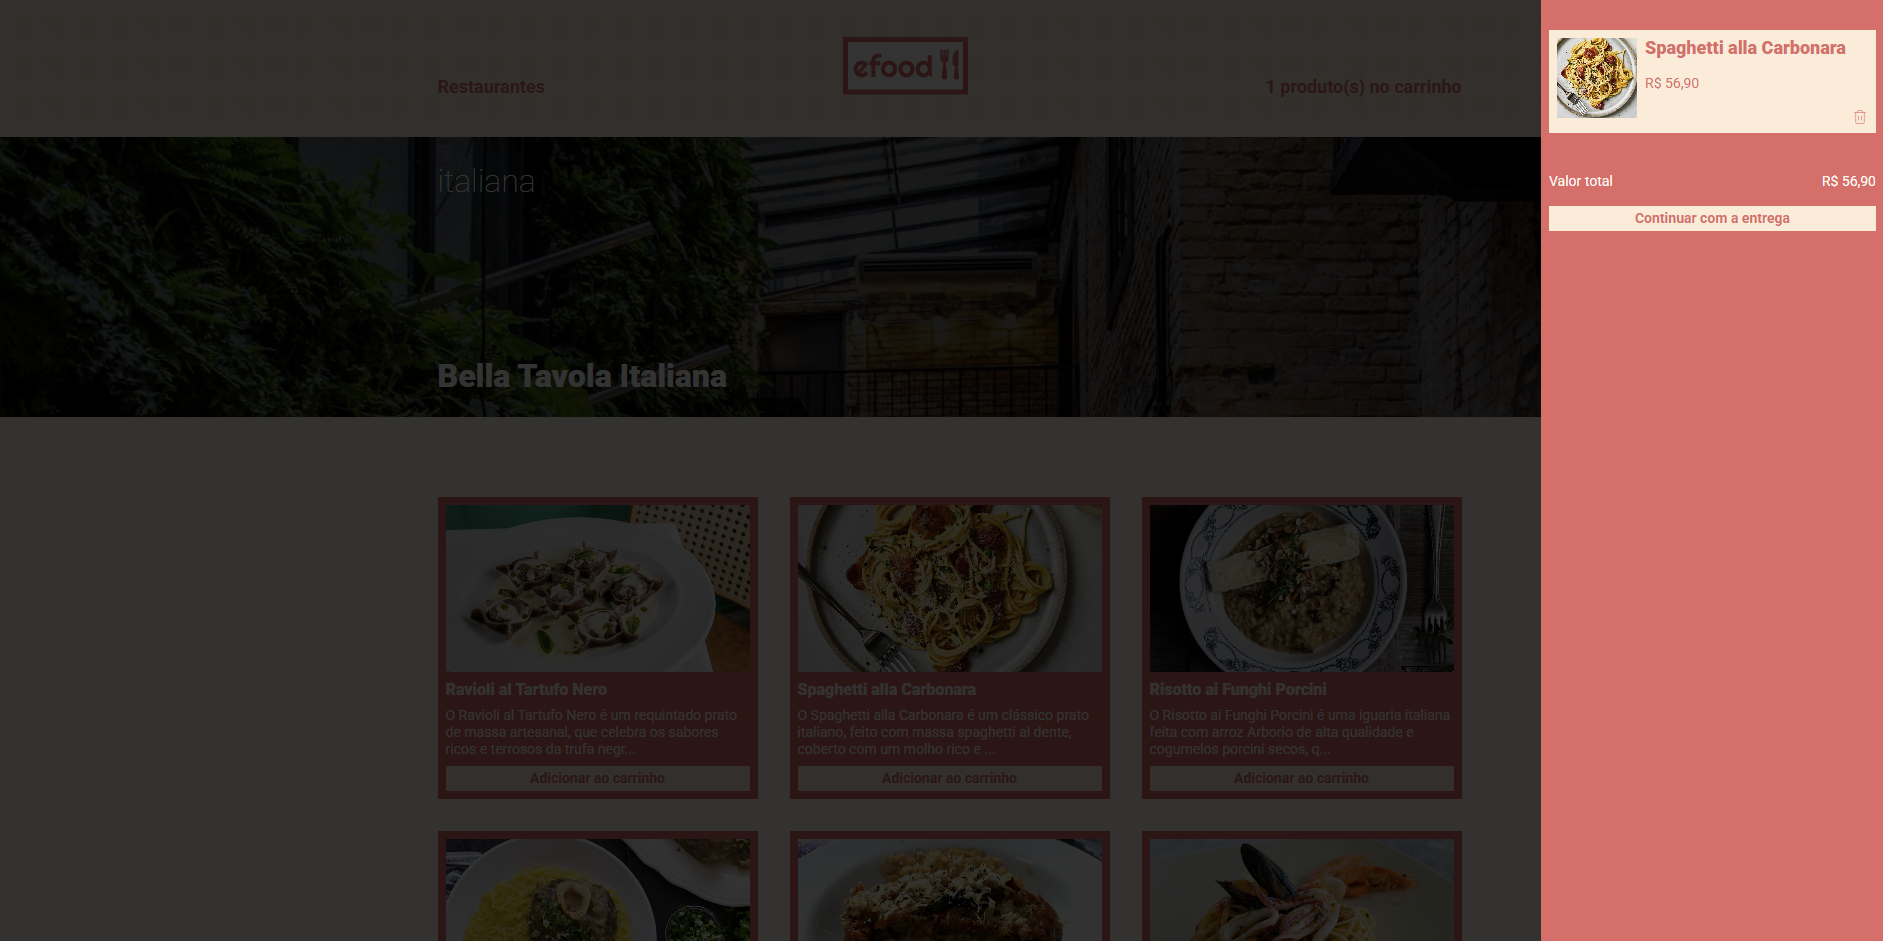 Restaurantes
efood
1 produto(s) no carrinho
italiana
Bella Tavola Italiana
Ravioli al Tartufo Nero
O Ravioli al Tartufo Nero é um requintado prato
de massa artesanal, que celebra os sabores
ricos e terrosos da trufa negr...
Adicionar ao carrinho
Spaghetti alla Carbonara
O Spaghetti alla Carbonara é um clássico prato
italiano, feito com massa spaghetti al dente,
coberto com um molho rico e ...
Adicionar ao carrinho
Risotto ai Funghi Porcini
O Risotto ai Funghi Porcini é uma iguaria italiana
feita com arroz Arborio de alta qualidade e
cogumelos porcini secos, q...
Adicionar ao carrinho
Spaghetti alla Carbonara
R$ 56,90
Valor total
R$ 56,90
Continuar com a entrega